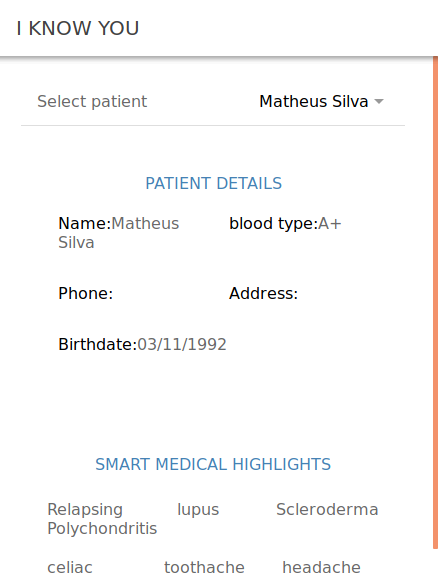 I KNOW YOU
Select patient Matheus Silva
PATIENT DETAILS
Name:Matheus Silva blood type:A+
Phone: Address:
Birthdate:03/11/1992
SMART MEDICAL HIGHLIGHTS
Relapsing Polychondritis lupus Scleroderma
celiac toothache headache